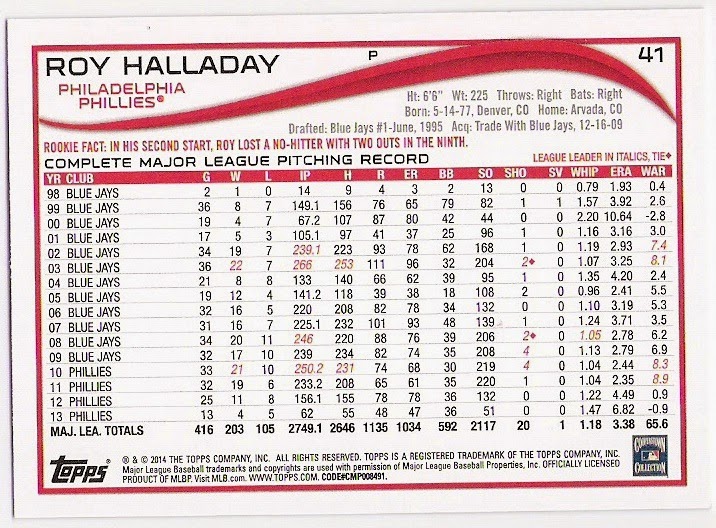 ROY HALLADAY P 41
PHILADELPHIA
PHILLIES®
Ht: 6'6" Wt: 225 Throws: Right Bats: Right
Born: 5-14-77, Denver, CO Home: Arvada, CO
Drafted: Blue Jays #1-June, 1995 Acq: Trade With Blue Jays, 12-16-09
ROOKIE FACT: IN HIS SECOND START, ROY LOST A NO-HITTER WITH TWO OUTS IN THE NINTH.
COMPLETE MAJOR LEAGUE PITCHING RECORD LEAGUE LEADER IN ITALICS, TIE♦
YR CLUB G W L IP H R ER BB SO SHO SV WHIP ERA WAR
98 BLUE JAYS 2 1 0 14 9 4 3 2 13 0 0 0.79 1.93 0.4
99 BLUE JAYS 36 8 7 149.1 156 76 65 79 82 1 1 1.57 3.92 2.6
00 BLUE JAYS 19 4 7 67.2 107 87 80 42 44 0 0 2.20 10.64 -2.8
01 BLUE JAYS 17 5 3 105.1 97 41 37 25 96 1 0 1.16 3.16 3.0
02 BLUE JAYS 34 19 7 239.1 223 93 78 62 168 1 0 1.19 2.93 7.4
03 BLUE JAYS 36 22 7 266 253 111 96 32 204 2♦ 0 1.07 3.25 8.1
04 BLUE JAYS 21 8 8 133 140 66 62 39 95 1 0 1.35 4.20 2.4
05 BLUE JAYS 19 12 4 141.2 118 39 38 18 108 2 0 0.96 2.41 5.5
06 BLUE JAYS 32 16 5 220 208 82 78 34 132 0 0 1.10 3.19 5.3
07 BLUE JAYS 31 16 7 225.1 232 101 93 48 139 1 0 1.24 3.71 3.5
08 BLUE JAYS 34 20 11 246 220 88 76 39 206 2♦ 0 1.05 2.78 6.2
09 BLUE JAYS 32 17 10 239 234 82 74 35 208 4 0 1.13 2.79 6.9
10 PHILLIES 33 21 10 250.2 231 74 68 30 219 4 0 1.04 2.44 8.3
11 PHILLIES 32 19 6 233.2 208 65 61 35 220 1 0 1.04 2.35 8.9
12 PHILLIES 25 11 8 156.1 155 78 78 36 132 0 0 1.22 4.49 0.9
13 PHILLIES 13 4 5 62 55 48 47 36 51 0 0 1.47 6.82 -0.9
MAJ. LEA. TOTALS 416 203 105 2749.1 2646 1135 1034 592 2117 20 1 1.18 3.38 65.6
topps ® & © 2014 THE TOPPS COMPANY, INC. ALL RIGHTS RESERVED. TOPPS IS A REGISTERED TRADEMARK OF THE TOPPS COMPANY, INC.
Major League Baseball trademarks and copyrights are used with permission of Major League Baseball Properties, Inc. OFFICIALLY LICENSED
PRODUCT OF MLBP. Visit MLB.com. WWW.TOPPS.COM. CODE#CMP008491.
COOPERSTOWN
COLLECTION